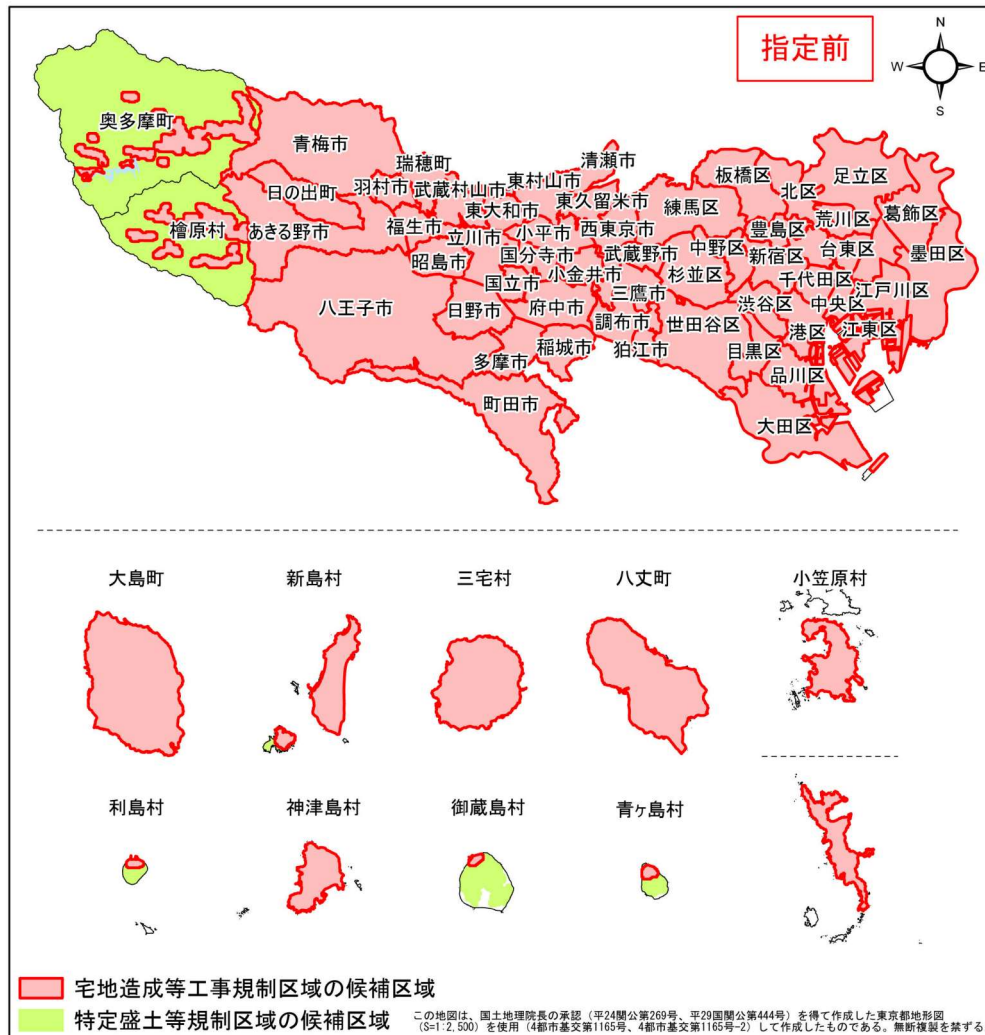 指定前
N
W
E
S
奥多摩町
青梅市
瑞穂町
清瀬市
日の出町
羽村市
武蔵村山市
東村山市
東久留米市
板橋区
北区
足立区
檜原村
あきる野市
福生市
東大和市
立川市
小平市
西東京市
練馬区
豊島区
荒川区
葛飾区
昭島市
国分寺市
武蔵野市
中野区
新宿区
台東区
墨田区
国立市
小金井市
杉並区
千代田区
八王子市
日野市
府中市
三鷹市
渋谷区
中央区
江戸川区
調布市
世田谷区
港区
江東区
多摩市
稲城市
狛江市
目黒区
品川区
町田市
大田区
大島町
新島村
三宅村
八丈町
小笠原村
利島村
神津島村
御蔵島村
青ヶ島村
宅地造成等工事規制区域の候補区域
特定盛土等規制区域の候補区域
この地図は、国土地理院長の承認（平24関公第269号、平29国関公第444号）を得て作成した東京都地形図
（S=1:2,500）を使用（4都市基交第1165号、4都市基交第1165号-2）して作成したものである。無断複製を禁ずる